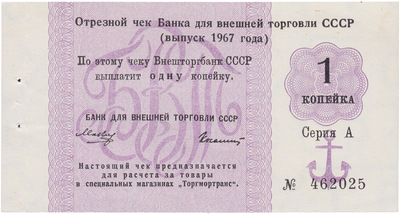 Отрезной чек Банка для внешней торговли СССР
(выпуск 1967 года)
По этому чеку Внешторгбанк СССР
выплатит ОДНУ копейку.
БАНК ДЛЯ ВНЕШНЕЙ ТОРГОВЛИ СССР
Настоящий чек предназначается
для расчета за товары
в специальных магазинах „Торгмортранс“.
1
КОПЕЙКА
Серия А
№ 462025